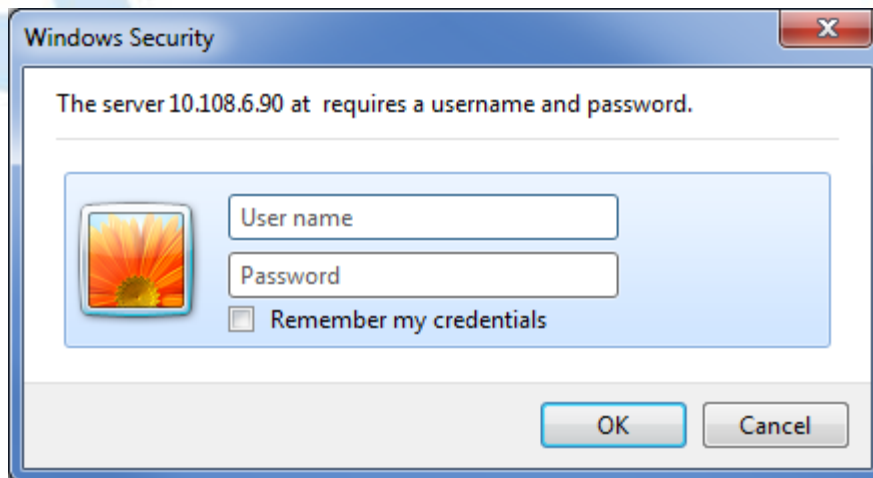 Windows Security
The server 10.108.6.90 at  requires a username and password.
User name
Password
Remember my credentials
OK
Cancel